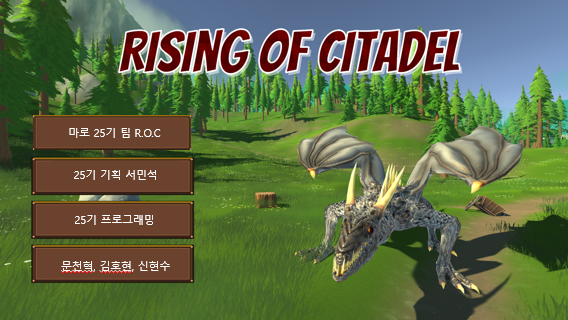 RISING OF CITADEL
마로 25기 팀 R.O.C
25기 기획 서민석
25기 프로그래밍
문천형, 김호현, 신현수